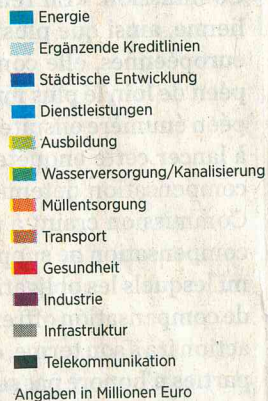 Energie
Ergänzende Kreditlinien
Städtische Entwicklung
Dienstleistungen
Ausbildung
Wasserversorgung/Kanalisierung
Müllentsorgung
Transport
Gesundheit
Industrie
Infrastruktur
Telekommunikation
Angaben in Millionen Euro